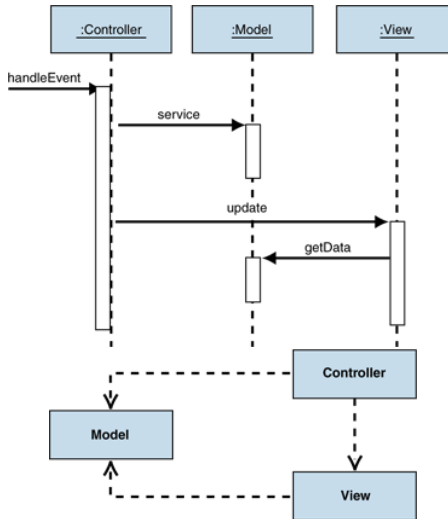 :Controller
:Model
:View
handleEvent
service
update
getData
Controller
Model
View